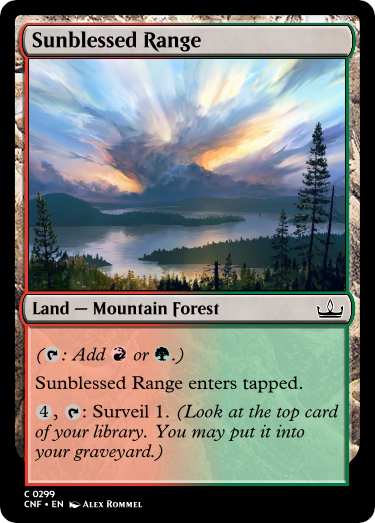 Sunblessed Range
Land — Mountain Forest
(: Add or .)
Sunblessed Range enters tapped.
4, : Surveil 1. (Look at the top card
of your library. You may put it into
your graveyard.)
C 0299
CNF • EN Alex Rommel